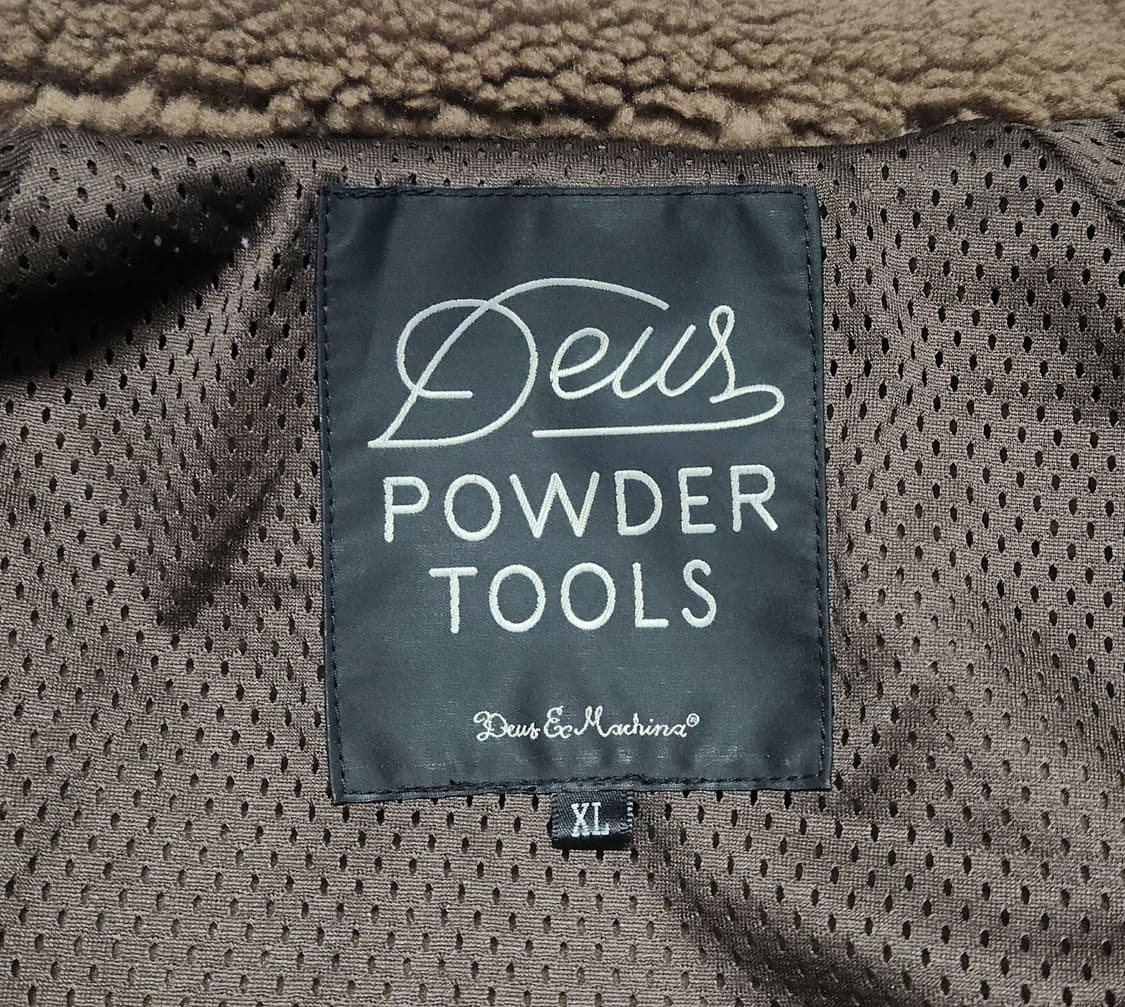 Deus
POWDER
TOOLS
Deus Ex Machina®
XL